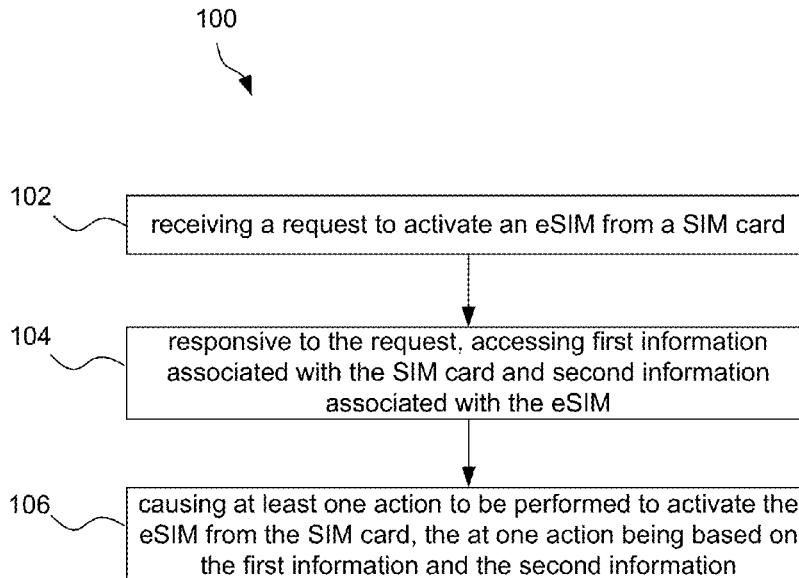 100
102
receiving a request to activate an eSIM from a SIM card
104
responsive to the request, accessing first information
associated with the SIM card and second information
associated with the eSIM
106
causing at least one action to be performed to activate the
eSIM from the SIM card, the at one action being based on
the first information and the second information